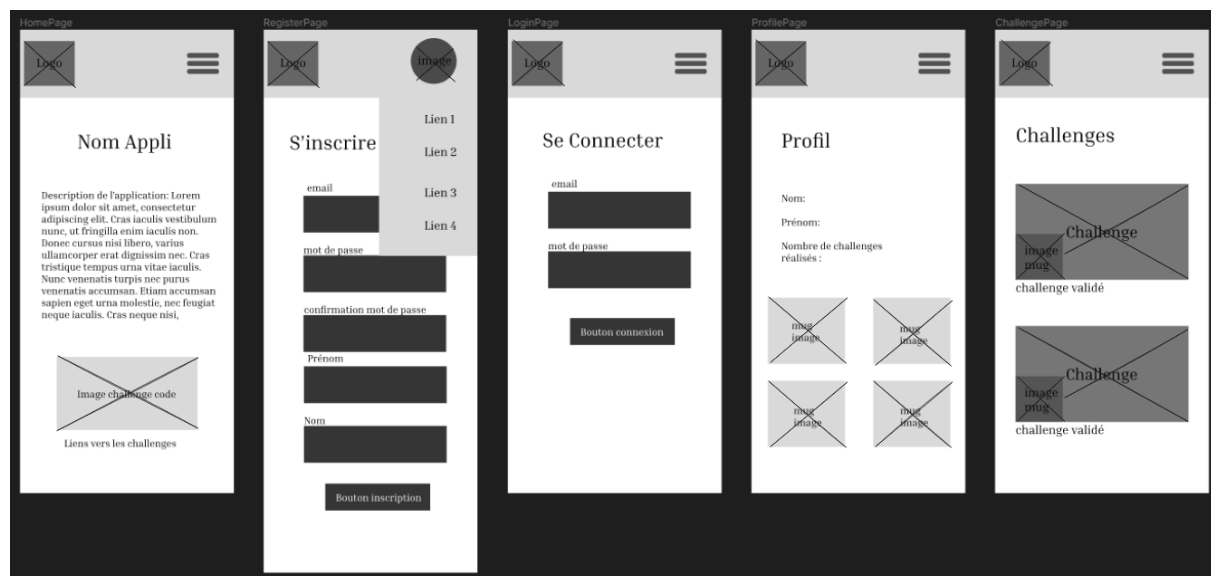 HomePage
Logo
Nom Appli
Description de l'application: Lorem
ipsum dolor sit amet, consectetur
adipiscing elit. Cras iaculis vestibulum
nunc, ut fringilla enim iaculis non.
Donec cursus nisi libero, varius
ullamcorper erat dignissim nec. Cras
tristique tempus urna vitae iaculis.
Nunc venenatis turpis nec purus
venenatis accumsan. Etiam accumsan
sapien eget urna molestie, nec feugiat
neque iaculis. Cras neque nisi,
Image challenge code
Liens vers les challenges
RegisterPage
Logo
image
Lien 1
Lien 2
Lien 3
Lien 4
S'inscrire
email
mot de passe
confirmation mot de passe
Prénom
Nom
Bouton inscription
LoginPage
Logo
Se Connecter
email
mot de passe
Bouton connexion
ProfilePage
Logo
Profil
Nom:
Prénom:
Nombre de challenges
réalisés :
mug
image
mug
image
mug
image
mug
image
ChallengePage
Logo
Challenges
Challenge
image
mug
challenge validé
Challenge
image
mug
challenge validé